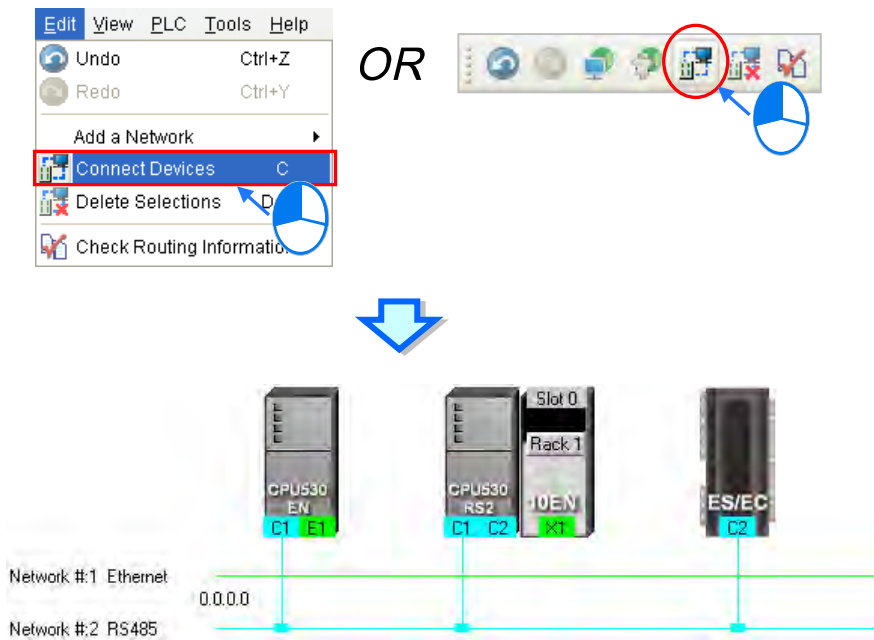 Edit View PLC Tools Help
Undo Ctrl+Z
Redo Ctrl+Y
Add a Network
Connect Devices C
Delete Selections
Check Routing Information
OR
Slot 0
Rack 1
CPU530
EN
C1 E1
CPU530
RS2
C1 C2
10EN
X1
ES/EC
C2
Network #:1 Ethernet
0.0.0.0
Network #:2 RS485